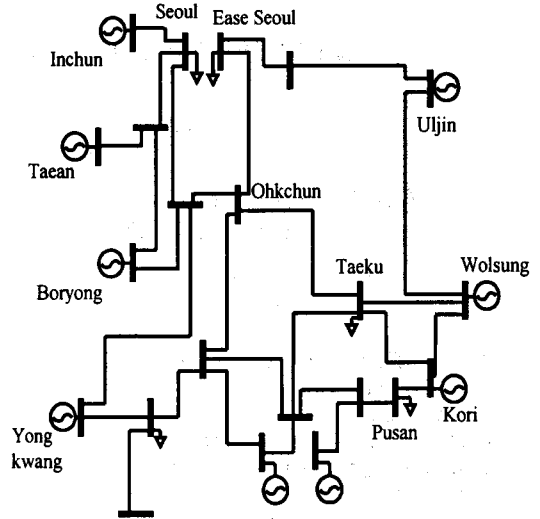 Seoul
Ease Seoul
Inchun
Uljin
Taean
Ohkchun
Boryong
Taeku
Wolsung
Yong
kwang
Pusan
Kori